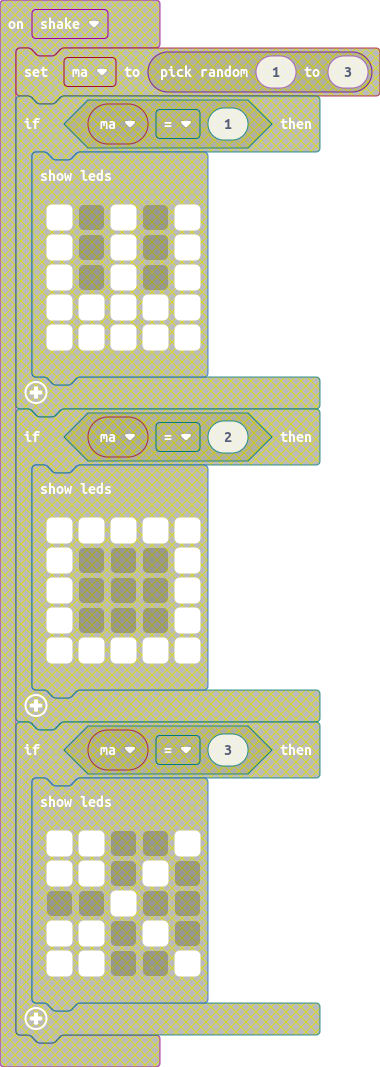 on shake
set ma to pick random 1 to 3
if ma = 1 then
show leds
if ma = 2 then
show leds
if ma = 3 then
show leds